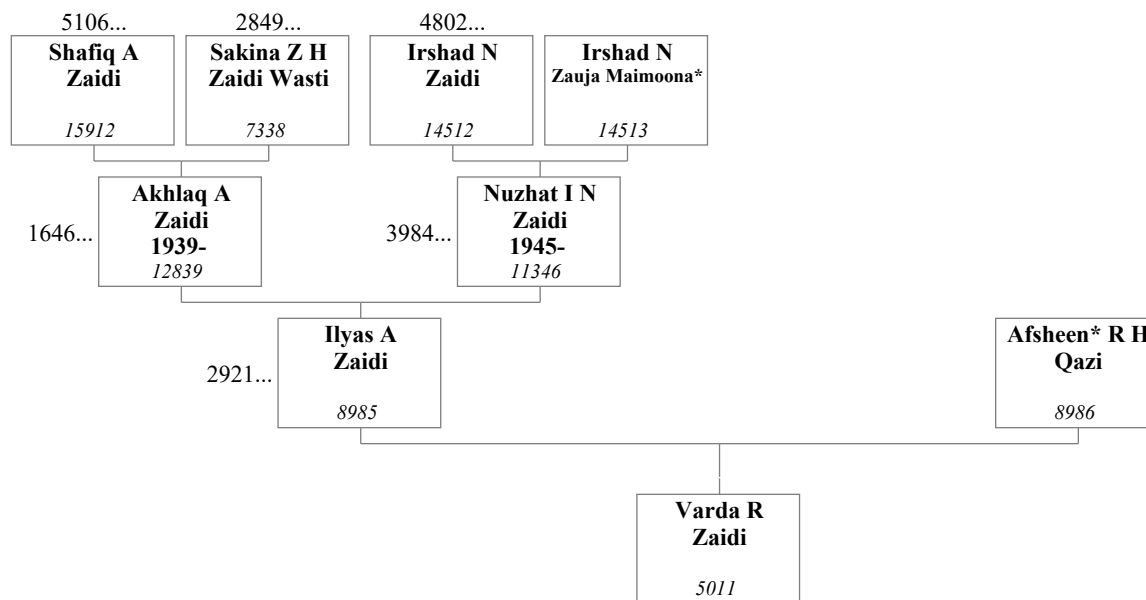 5106...
2849...
4802...
Shafiq A
Zaidi
15912
Sakina Z H
Zaidi Wasti
7338
Irshad N
Zaidi
14512
Irshad N
Zauja Maimoona*
14513
1646...
Akhlaq A
Zaidi
1939-
12839
3984...
Nuzhat I N
Zaidi
1945-
11346
2921...
Ilyas A
Zaidi
8985
Afsheen* R H
Qazi
8986
Varda R
Zaidi
5011